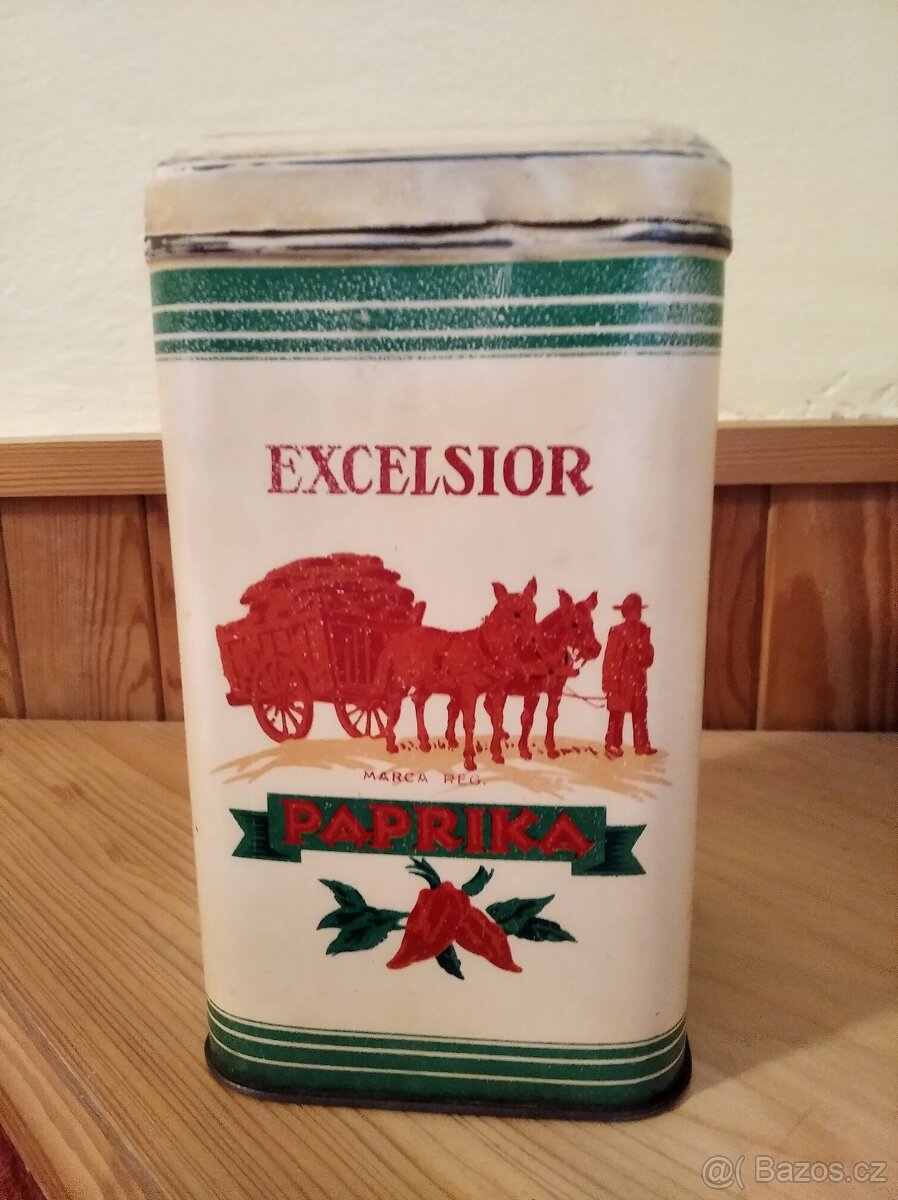 EXCELSIOR
MARCA REG.
PAPRIKA
@( Bazos.cz